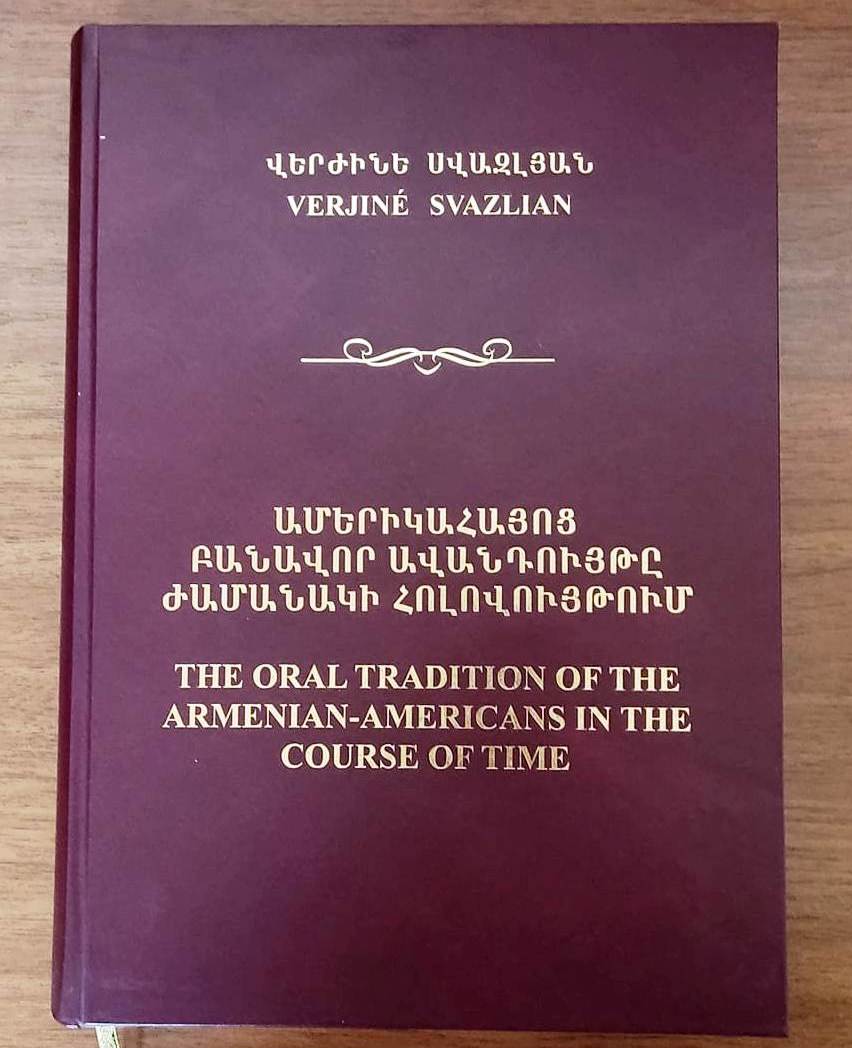 ՎԵՐԺԻՆԵ ՍՎԱԶԼՅԱՆ
VERJINÉ SVAZLIAN
ԱՄԵՐԻԿԱՀԱՅՈՑ
ԲԱՆԱՎՈՐ ԱՎԱՆԴՈՒՅԹԸ
ԺԱՄԱՆԱԿԻ ՀՈԼՈՎՈՒՅԹՈՒՄ
THE ORAL TRADITION OF THE
ARMENIAN-AMERICANS IN THE
COURSE OF TIME